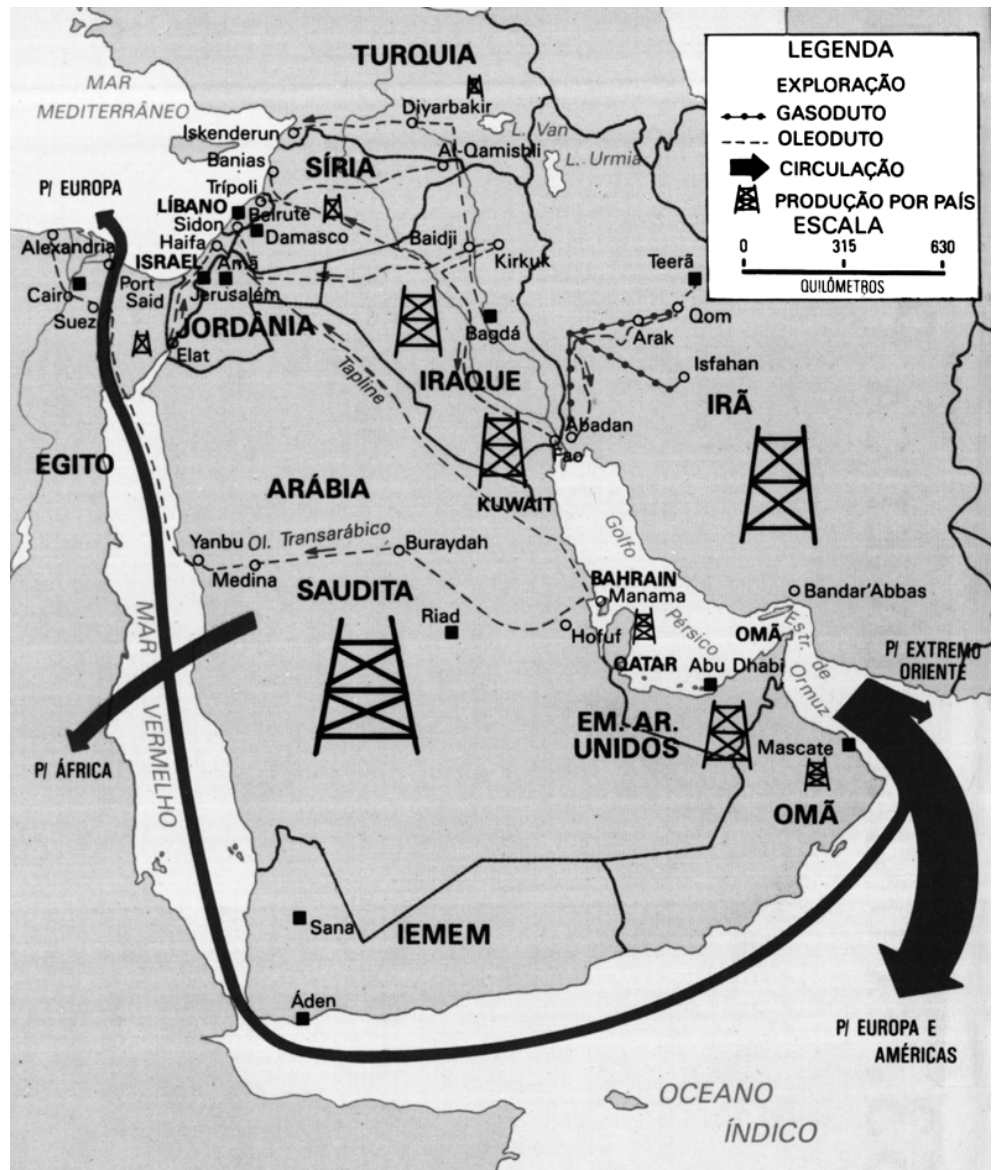 TURQUIA
MAR
MEDITERRÂNEO
LEGENDA
EXPLORAÇÃO
GASODUTO
OLEODUTO
CIRCULAÇÃO
PRODUÇÃO POR PAÍS
ESCALA
0 315 630
QUILÔMETROS
Diyarbakir
L. Van
L. Urmia
Iskenderun
Al-Qamishli
Banias
SÍRIA
P/ EUROPA
Trípoli
LÍBANO
Beirute
Sidon
Damasco
Alexandria
Haifa
Baidji
Kirkuk
Teerã
ISRAEL
Amã
Cairo
Port
Said
Jerusalém
Suez
JORDÂNIA
Bagdá
Qom
Arak
Elat
Isfahan
Tapline
IRAQUE
IRÃ
Abadan
Fao
EGITO
ARÁBIA
KUWAIT
Golfo
Pérsico
Yanbu
Ol. Transarábico
Buraydah
Medina
BAHRAIN
Manama
Bandar'Abbas
SAUDITA
Riad
Hofuf
OMÃ
Estr. de
Ormuz
P/ EXTREMO
ORIENTE
QATAR
Abu Dhabi
MAR
VERMELHO
EM. AR.
UNIDOS
Mascate
P/ ÁFRICA
OMÃ
Sana
IEMEM
Áden
P/ EUROPA E
AMÉRICAS
OCEANO
ÍNDICO